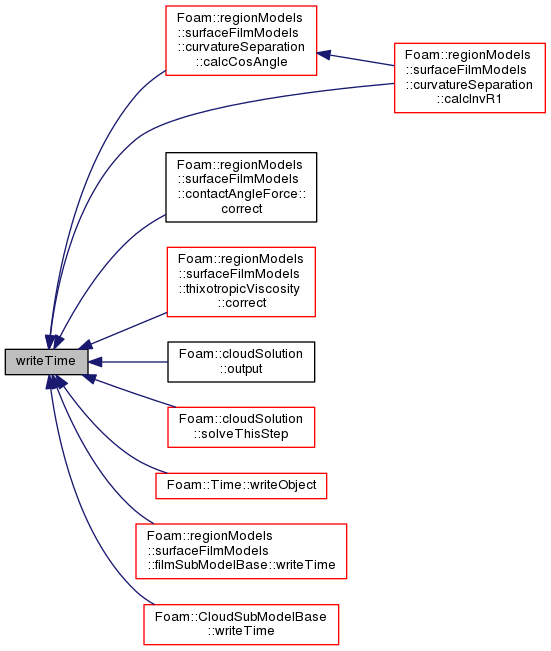 Foam::regionModels
::surfaceFilmModels
::curvatureSeparation
::calcCosAngle
Foam::regionModels
::surfaceFilmModels
::curvatureSeparation
::calcInvR1
Foam::regionModels
::surfaceFilmModels
::contactAngleForce::
correct
Foam::regionModels
::surfaceFilmModels
::thixotropicViscosity
::correct
writeTime
Foam::cloudSolution
::output
Foam::cloudSolution
::solveThisStep
Foam::Time::writeObject
Foam::regionModels
::surfaceFilmModels
::filmSubModelBase::writeTime
Foam::CloudSubModelBase
::writeTime